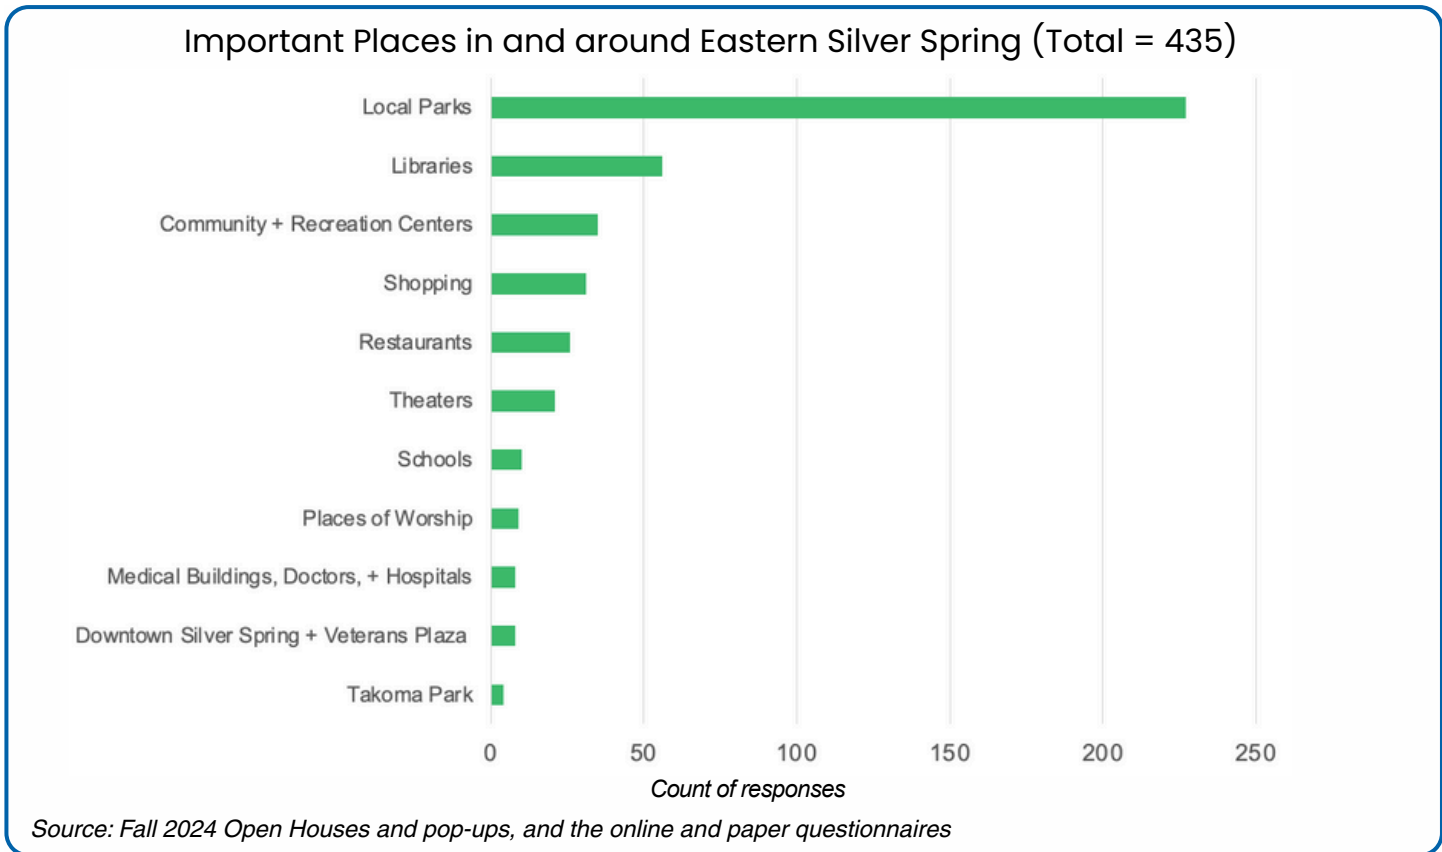 Important Places in and around Eastern Silver Spring (Total = 435)
Local Parks
Libraries
Community + Recreation Centers
Shopping
Restaurants
Theaters
Schools
Places of Worship
Medical Buildings, Doctors, + Hospitals
Downtown Silver Spring + Veterans Plaza
Takoma Park
0 50 100 150 200 250
Count of responses
Source: Fall 2024 Open Houses and pop-ups, and the online and paper questionnaires